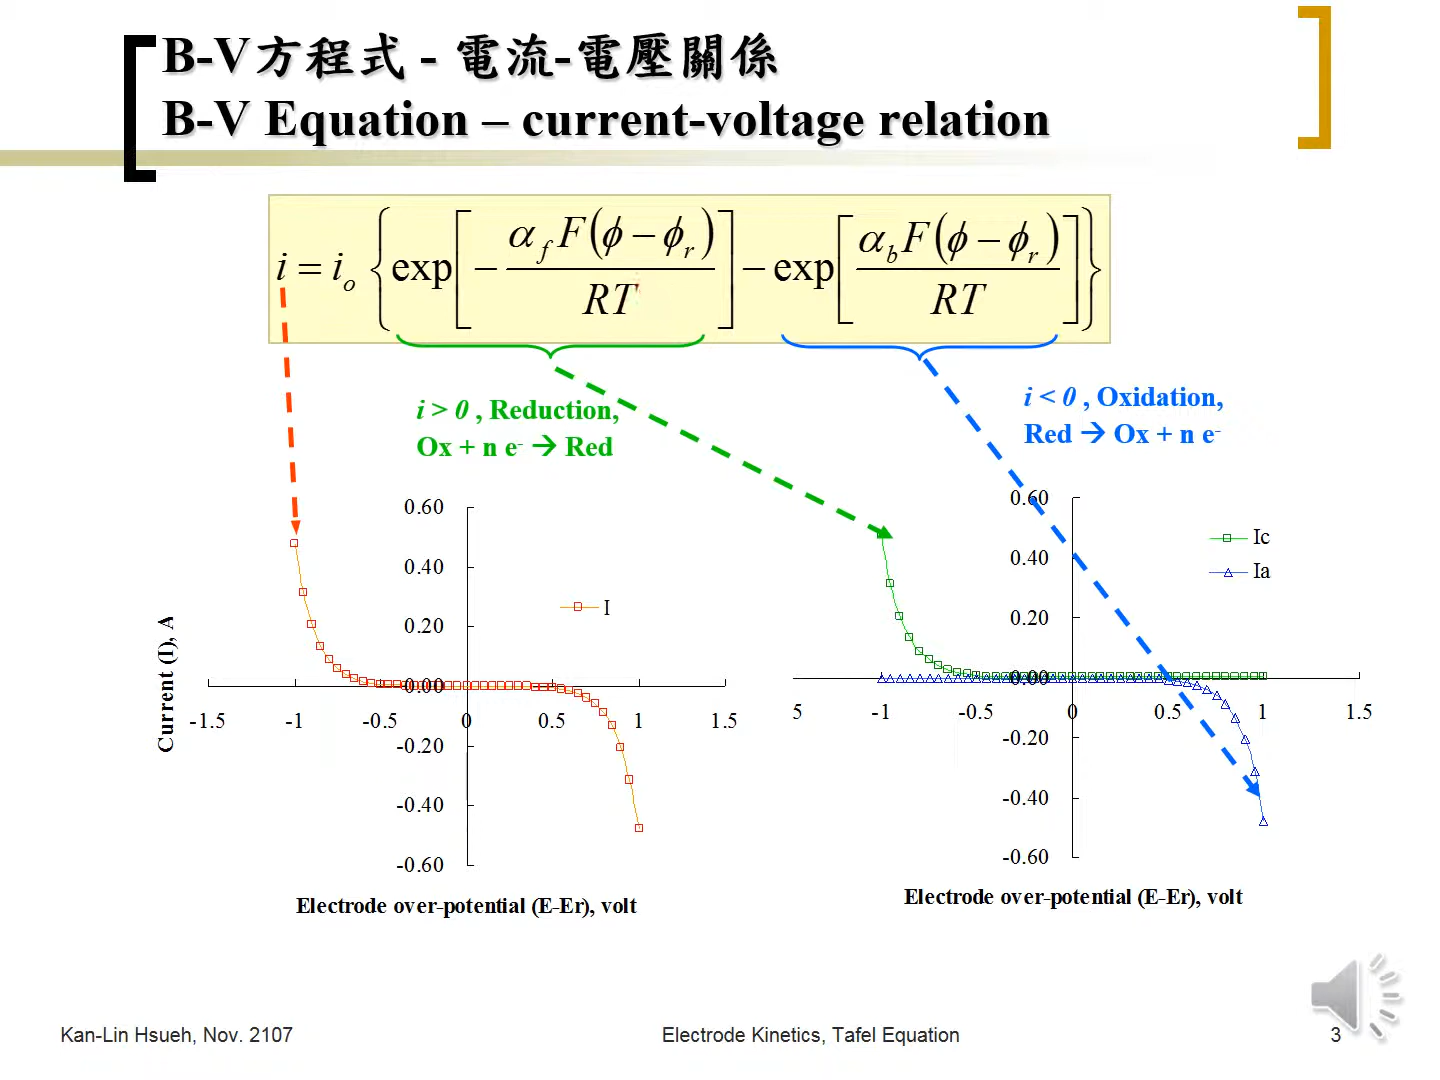 B-V方程式 - 電流-電壓關係
B-V Equation – current-voltage relation
i = i_o { exp[ − α_f F(ϕ − ϕ_r) / RT ] − exp[ α_b F(ϕ − ϕ_r) / RT ] }
i > 0 , Reduction,
Ox + n e- → Red
i < 0 , Oxidation,
Red → Ox + n e-
0.60
0.40
0.20
0.00
-0.20
-0.40
-0.60
-1.5 -1 -0.5 0 0.5 1 1.5
I
Current (I), A
Electrode over-potential (E-Er), volt
0.60
0.40
0.20
0.00
-0.20
-0.40
-0.60
5 -1 -0.5 0 0.5 1 1.5
Ic
Ia
Electrode over-potential (E-Er), volt
Kan-Lin Hsueh, Nov. 2107
Electrode Kinetics, Tafel Equation
3